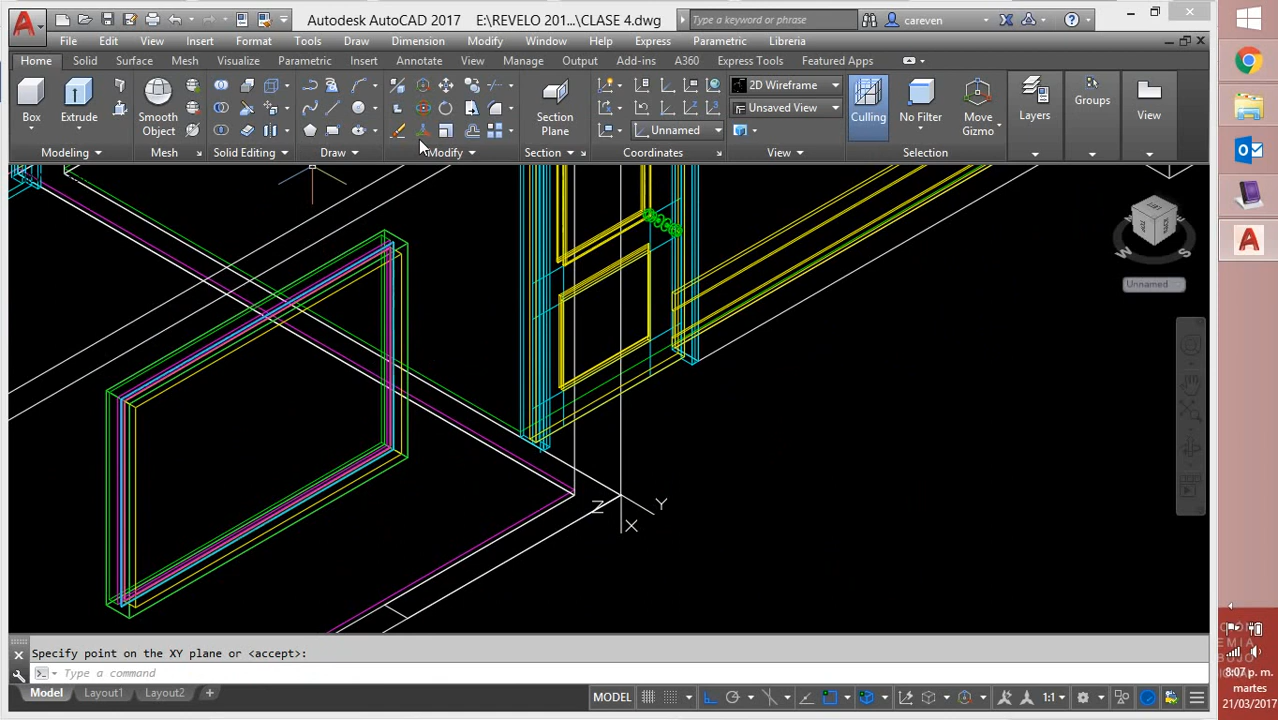 Autodesk AutoCAD 2017 E:\REVELO 201...\CLASE 4.dwg
Type a keyword or phrase
careven
File Edit View Insert Format Tools Draw Dimension Modify Window Help Express Parametric Libreria
Home Solid Surface Mesh Visualize Parametric Insert Annotate View Manage Output Add-ins A360 Express Tools Featured Apps
2D Wireframe
Unsaved View
Box Extrude Smooth Object Section Plane Unnamed Culling No Filter Move Gizmo Layers Groups View
Modeling Mesh Solid Editing Draw Modify Section Coordinates View Selection
LEFT
W S
Unnamed
Z Y
X
Specify point on the XY plane or <accept>:
Type a command
Model Layout1 Layout2 +
MODEL 1:1
8:07 p. m.
martes
21/03/2017